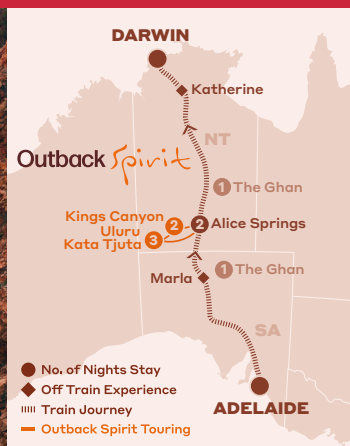 DARWIN
Katherine
NT
Outback Spirit
1 The Ghan
Kings Canyon 2
2 Alice Springs
Uluru
Kata Tjuta 3
1 The Ghan
Marla
SA
ADELAIDE
No. of Nights Stay
Off Train Experience
Train Journey
Outback Spirit Touring